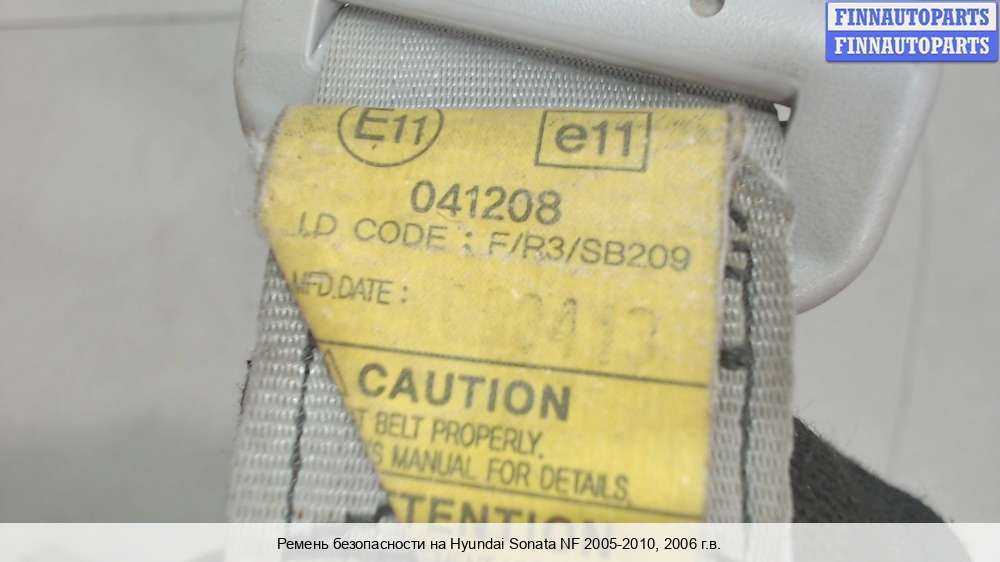 FINNAUTOPARTS
FINNAUTOPARTS
E11 e11
041208
I.D CODE : F/R3/SB209
MFD.DATE : 0413
CAUTION
BELT PROPERLY.
MANUAL FOR DETAILS.
Ремень безопасности на Hyundai Sonata NF 2005-2010, 2006 г.в.